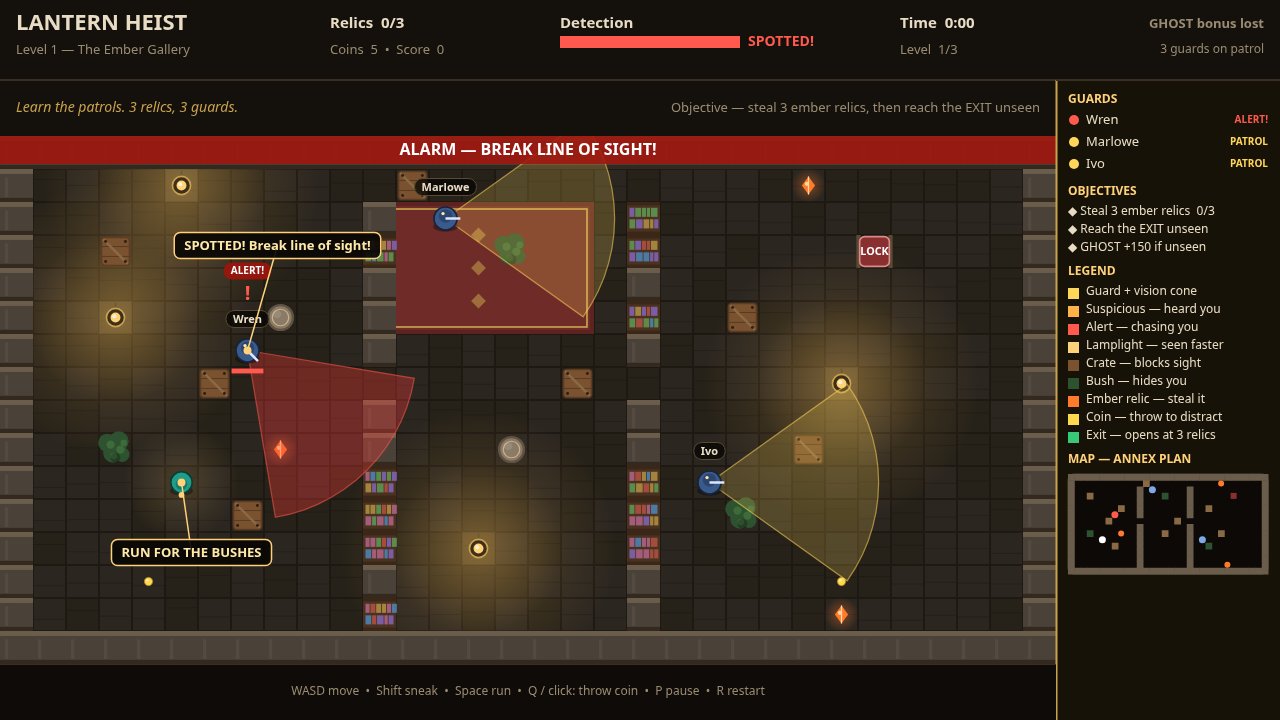 LANTERN HEIST
Level 1 — The Ember Gallery
Relics 0/3
Coins 5 • Score 0
Detection
SPOTTED!
Time 0:00
Level 1/3
GHOST bonus lost
3 guards on patrol
Learn the patrols. 3 relics, 3 guards.
Objective — steal 3 ember relics, then reach the EXIT unseen
ALARM — BREAK LINE OF SIGHT!
Marlowe
SPOTTED! Break line of sight!
ALERT!
!
Wren
LOCK
Ivo
RUN FOR THE BUSHES
WASD move • Shift sneak • Space run • Q / click: throw coin • P pause • R restart
GUARDS
Wren ALERT!
Marlowe PATROL
Ivo PATROL
OBJECTIVES
◆ Steal 3 ember relics 0/3
◆ Reach the EXIT unseen
◆ GHOST +150 if unseen
LEGEND
Guard + vision cone
Suspicious — heard you
Alert — chasing you
Lamplight — seen faster
Crate — blocks sight
Bush — hides you
Ember relic — steal it
Coin — throw to distract
Exit — opens at 3 relics
MAP — ANNEX PLAN